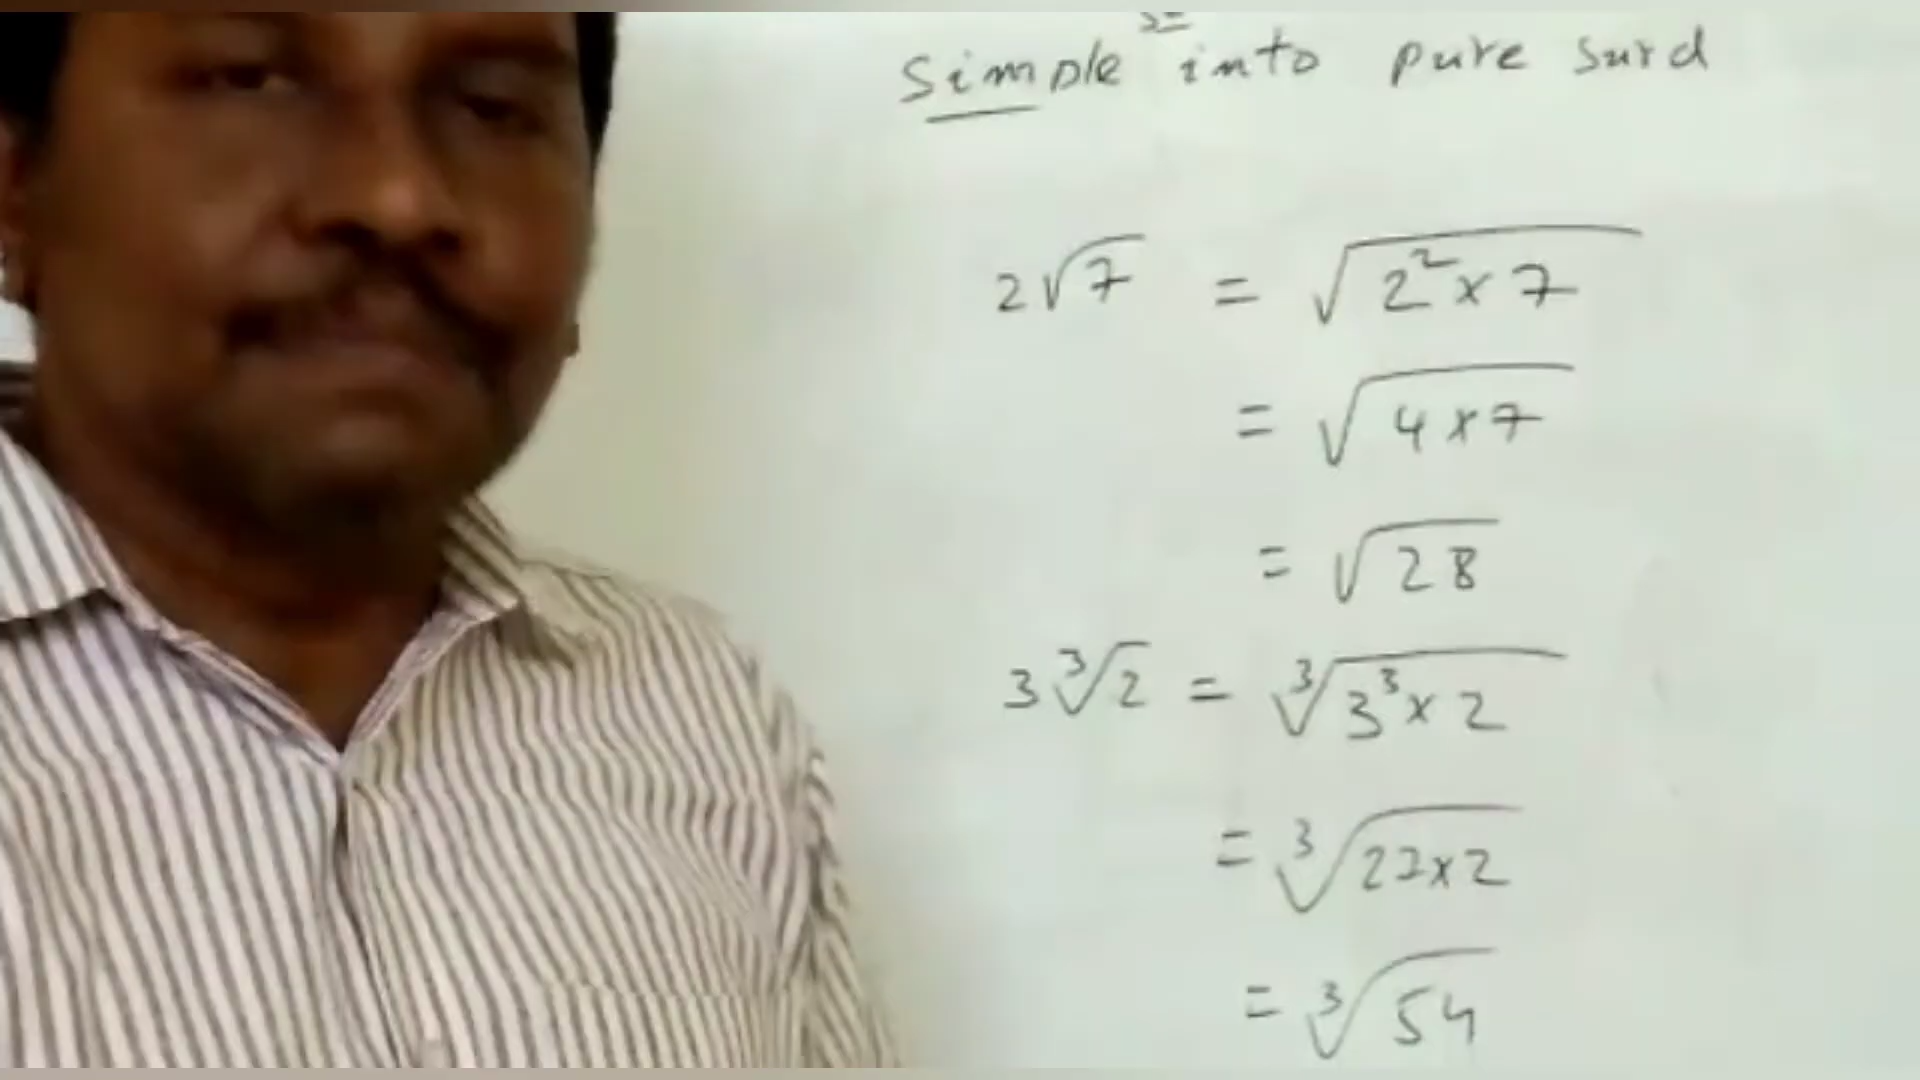 Simple into pure surd
2√7 = √(2² × 7)
= √(4 × 7)
= √28
3∛2 = ∛(3³ × 2)
= ∛(27 × 2)
= ∛54